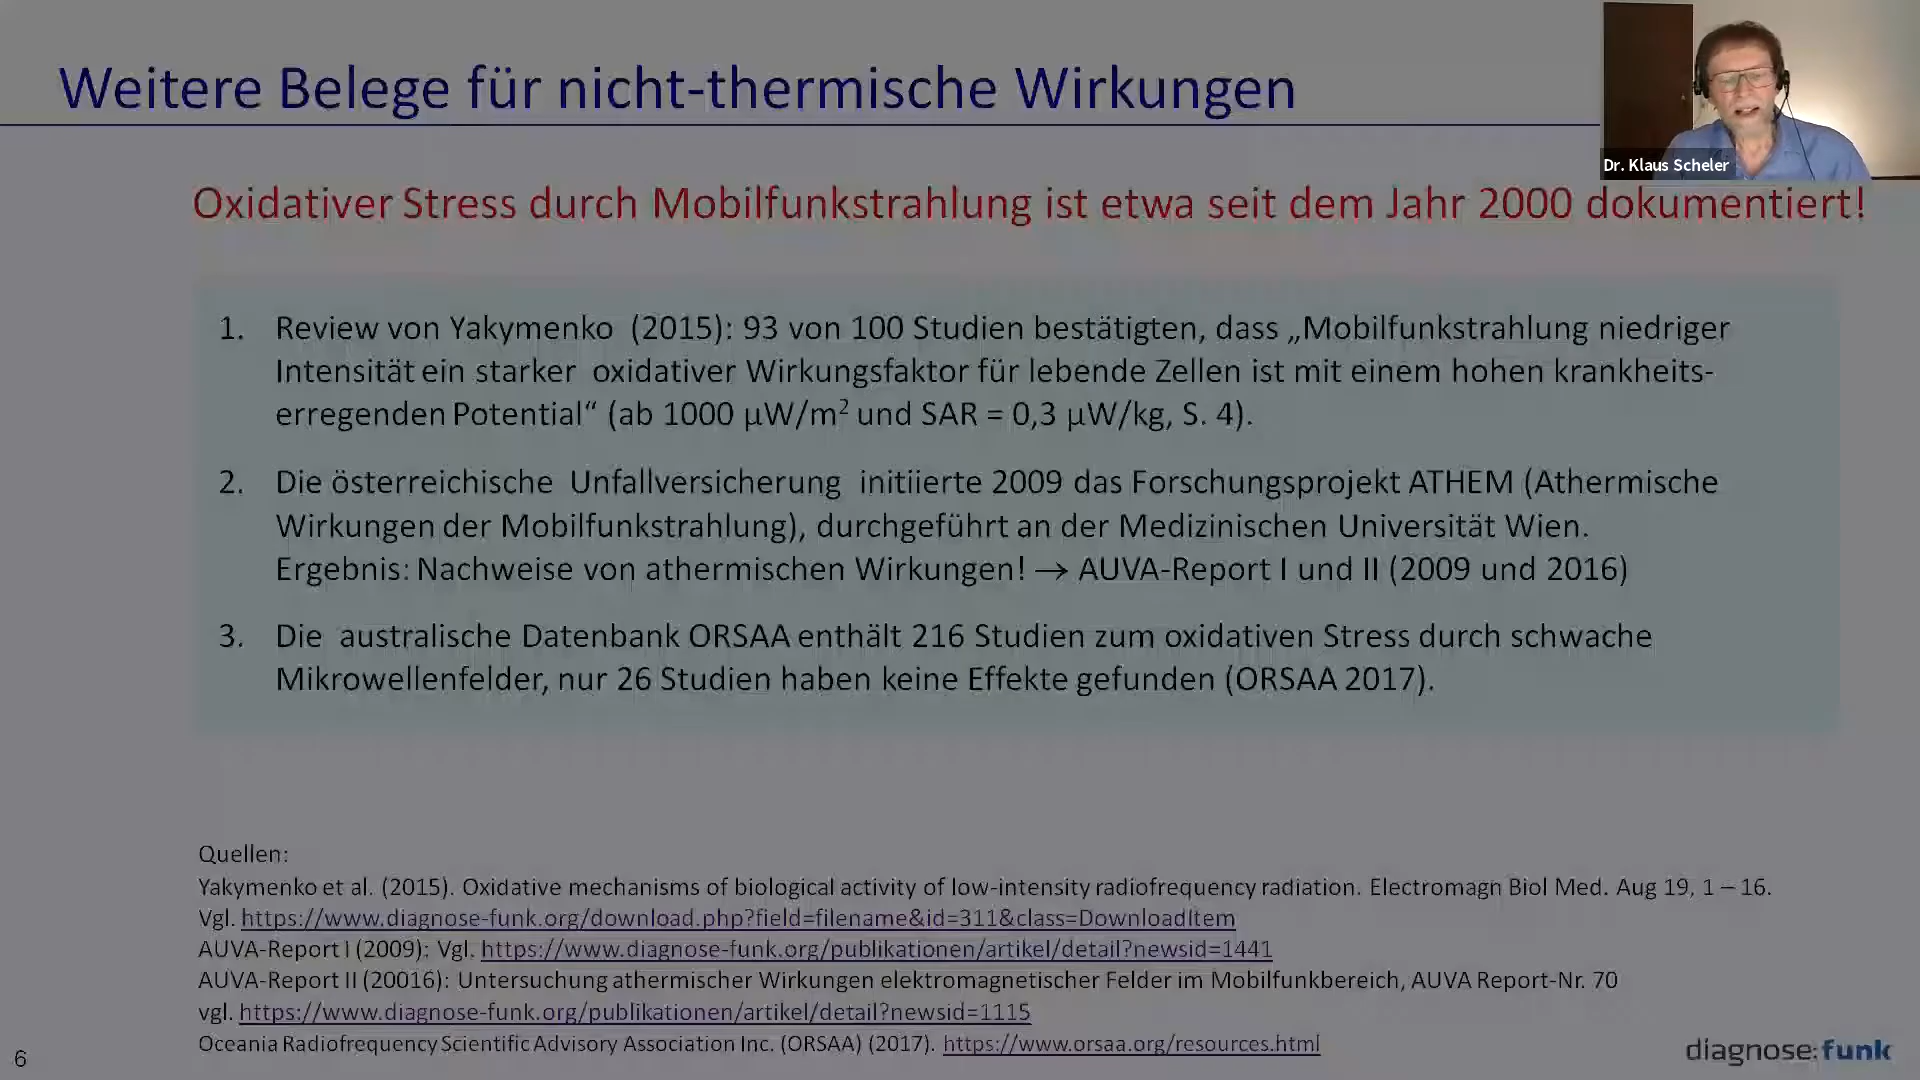 Weitere Belege für nicht-thermische Wirkungen
Dr. Klaus Scheler
Oxidativer Stress durch Mobilfunkstrahlung ist etwa seit dem Jahr 2000 dokumentiert!
1. Review von Yakymenko (2015): 93 von 100 Studien bestätigten, dass „Mobilfunkstrahlung niedriger
Intensität ein starker oxidativer Wirkungsfaktor für lebende Zellen ist mit einem hohen krankheits-
erregenden Potential“ (ab 1000 µW/m² und SAR = 0,3 µW/kg, S. 4).
2. Die österreichische Unfallversicherung initiierte 2009 das Forschungsprojekt ATHEM (Athermische
Wirkungen der Mobilfunkstrahlung), durchgeführt an der Medizinischen Universität Wien.
Ergebnis: Nachweise von athermischen Wirkungen! → AUVA-Report I und II (2009 und 2016)
3. Die australische Datenbank ORSAA enthält 216 Studien zum oxidativen Stress durch schwache
Mikrowellenfelder, nur 26 Studien haben keine Effekte gefunden (ORSAA 2017).
Quellen:
Yakymenko et al. (2015). Oxidative mechanisms of biological activity of low-intensity radiofrequency radiation. Electromagn Biol Med. Aug 19, 1 – 16.
Vgl. https://www.diagnose-funk.org/download.php?field=filename&id=311&class=DownloadItem
AUVA-Report I (2009): Vgl. https://www.diagnose-funk.org/publikationen/artikel/detail?newsid=1441
AUVA-Report II (20016): Untersuchung athermischer Wirkungen elektromagnetischer Felder im Mobilfunkbereich, AUVA Report-Nr. 70
vgl. https://www.diagnose-funk.org/publikationen/artikel/detail?newsid=1115
Oceania Radiofrequency Scientific Advisory Association Inc. (ORSAA) (2017). https://www.orsaa.org/resources.html
6
diagnose:funk